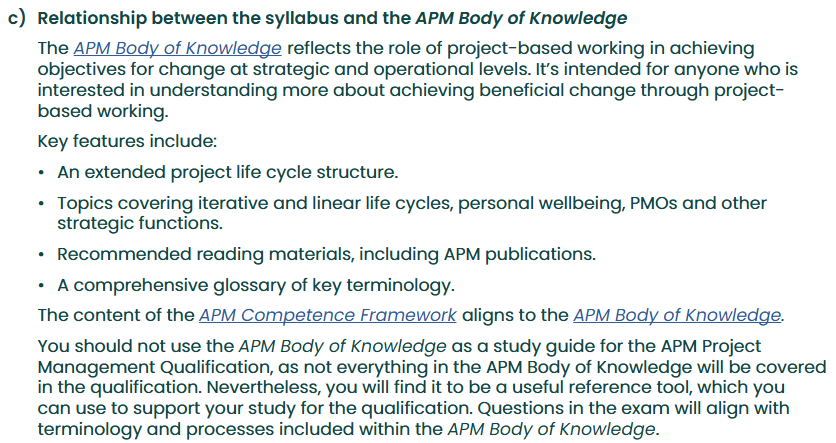 c) Relationship between the syllabus and the APM Body of Knowledge
The APM Body of Knowledge reflects the role of project-based working in achieving
objectives for change at strategic and operational levels. It’s intended for anyone who is
interested in understanding more about achieving beneficial change through project-
based working.
Key features include:
• An extended project life cycle structure.
• Topics covering iterative and linear life cycles, personal wellbeing, PMOs and other
strategic functions.
• Recommended reading materials, including APM publications.
• A comprehensive glossary of key terminology.
The content of the APM Competence Framework aligns to the APM Body of Knowledge.
You should not use the APM Body of Knowledge as a study guide for the APM Project
Management Qualification, as not everything in the APM Body of Knowledge will be covered
in the qualification. Nevertheless, you will find it to be a useful reference tool, which you
can use to support your study for the qualification. Questions in the exam will align with
terminology and processes included within the APM Body of Knowledge.